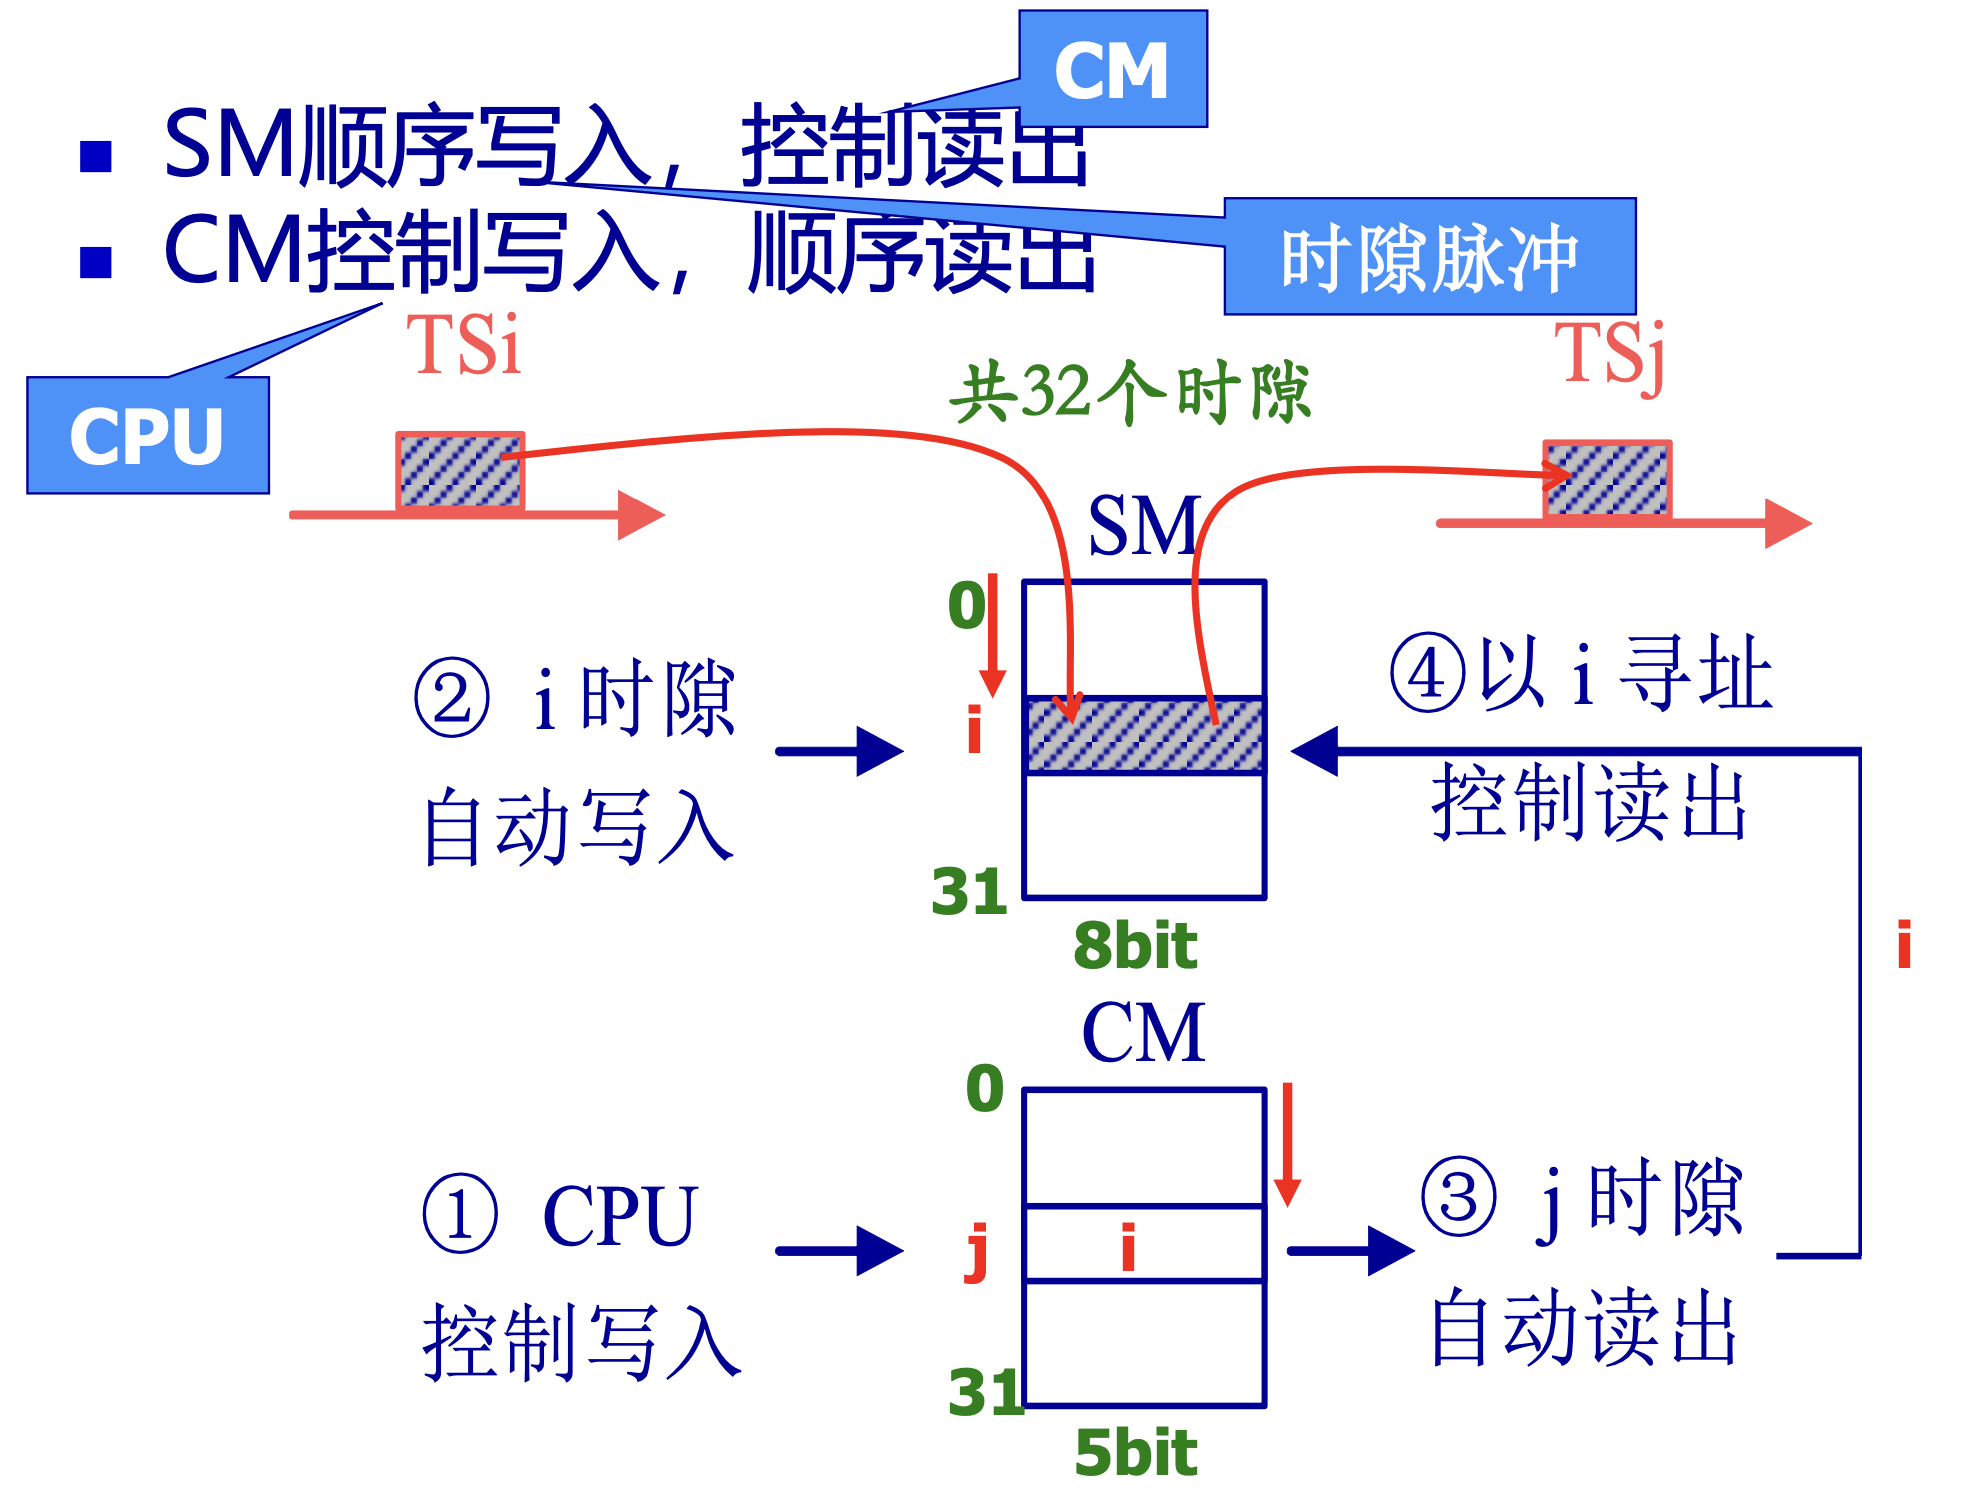 CM
SM顺序写入，控制读出
CM控制写入，顺序读出
时隙脉冲
CPU
TSi
共32个时隙
TSj
SM
0
② i 时隙
自动写入
i
④以 i 寻址
控制读出
31
8bit
i
CM
0
① CPU
控制写入
j
i
③ j 时隙
自动读出
31
5bit